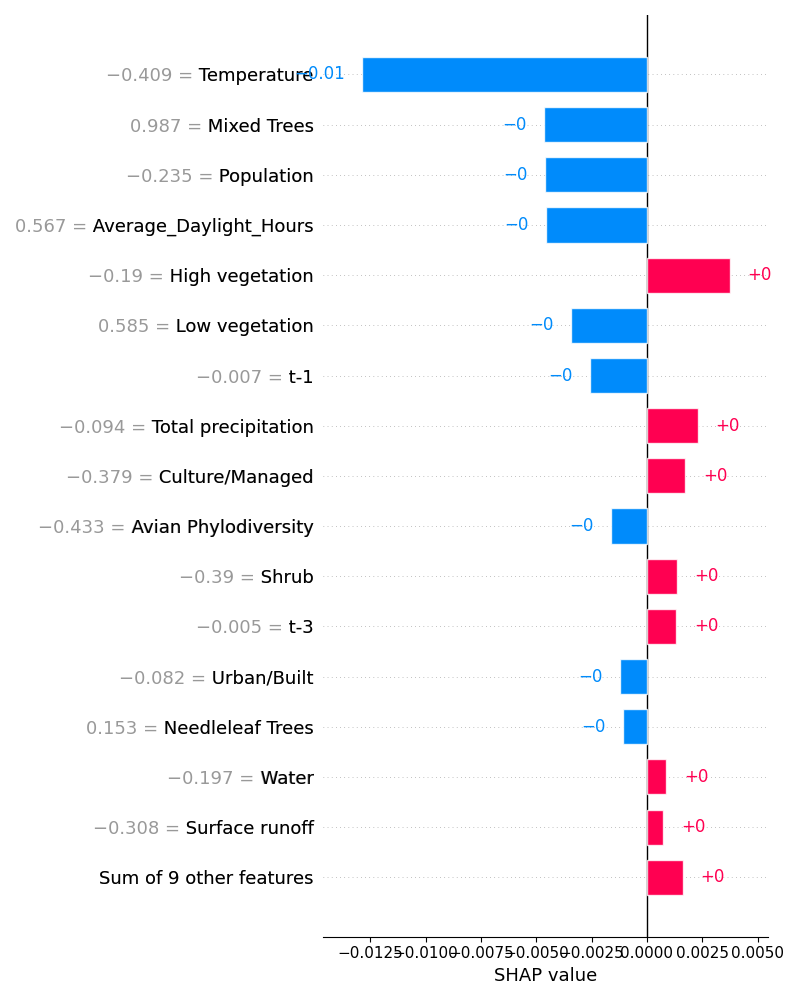 −0.409 = Temperature −0.01
0.987 = Mixed Trees −0
−0.235 = Population −0
0.567 = Average_Daylight_Hours −0
−0.19 = High vegetation +0
0.585 = Low vegetation −0
−0.007 = t-1 −0
−0.094 = Total precipitation +0
−0.379 = Culture/Managed +0
−0.433 = Avian Phylodiversity −0
−0.39 = Shrub +0
−0.005 = t-3 +0
−0.082 = Urban/Built −0
0.153 = Needleleaf Trees −0
−0.197 = Water +0
−0.308 = Surface runoff +0
Sum of 9 other features +0
−0.0125 −0.0100 −0.0075 −0.0050 −0.0025 0.0000 0.0025 0.0050
SHAP value